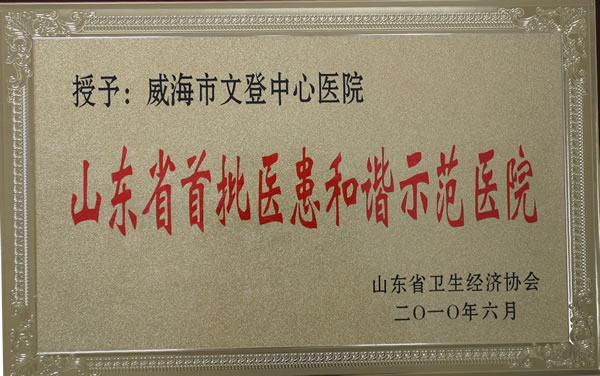 授予：威海市文登中心医院
山东省首批医患和谐示范医院
山东省卫生经济协会
二〇一〇年六月